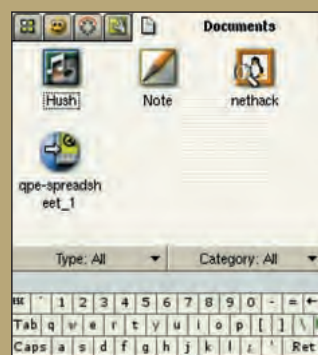 Documents
Hush Note nethack
qpe-spreadsh
eet_1
Type: All Category: All
1 2 3 4 5 6 7 8 9 0 - = ←
Tab q w e r t y u i o p [ ] \
Caps a s d f g h j k l ; ' Ret